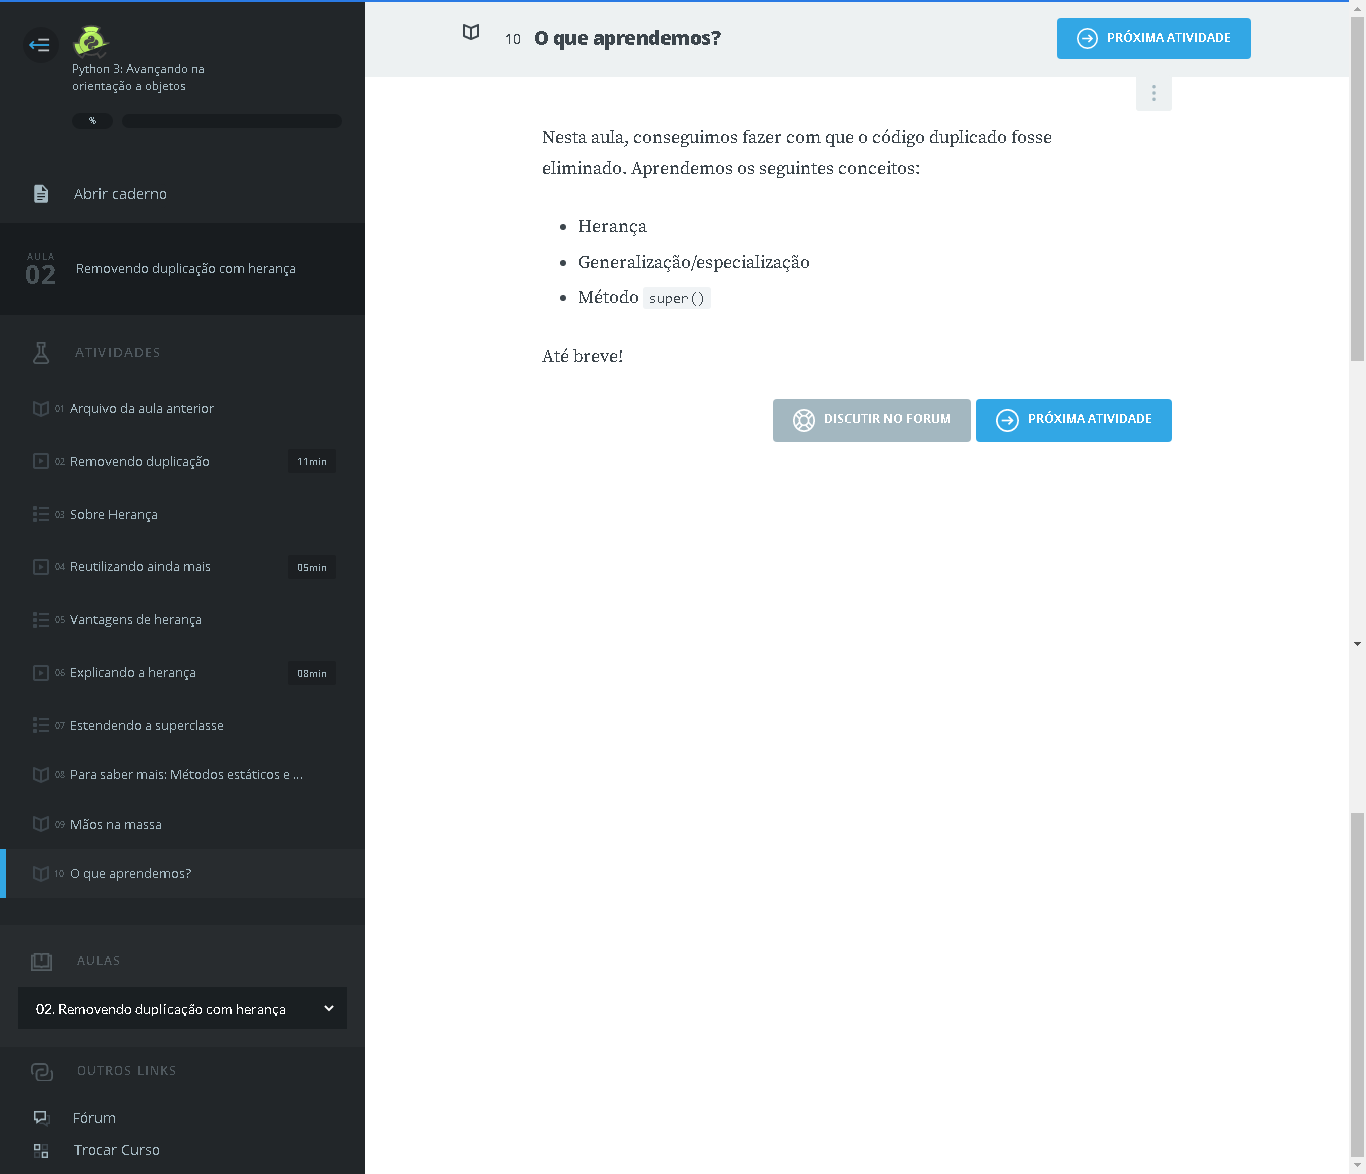 Python 3: Avançando na
orientação a objetos
%
Abrir caderno
AULA
02
Removendo duplicação com herança
ATIVIDADES
01 Arquivo da aula anterior
02 Removendo duplicação 11min
03 Sobre Herança
04 Reutilizando ainda mais 05min
05 Vantagens de herança
06 Explicando a herança 08min
07 Estendendo a superclasse
08 Para saber mais: Métodos estáticos e ...
09 Mãos na massa
10 O que aprendemos?
AULAS
02. Removendo duplicação com herança
OUTROS LINKS
Fórum
Trocar Curso
10 O que aprendemos?
PRÓXIMA ATIVIDADE
Nesta aula, conseguimos fazer com que o código duplicado fosse
eliminado. Aprendemos os seguintes conceitos:
• Herança
• Generalização/especialização
• Método super()
Até breve!
DISCUTIR NO FORUM
PRÓXIMA ATIVIDADE